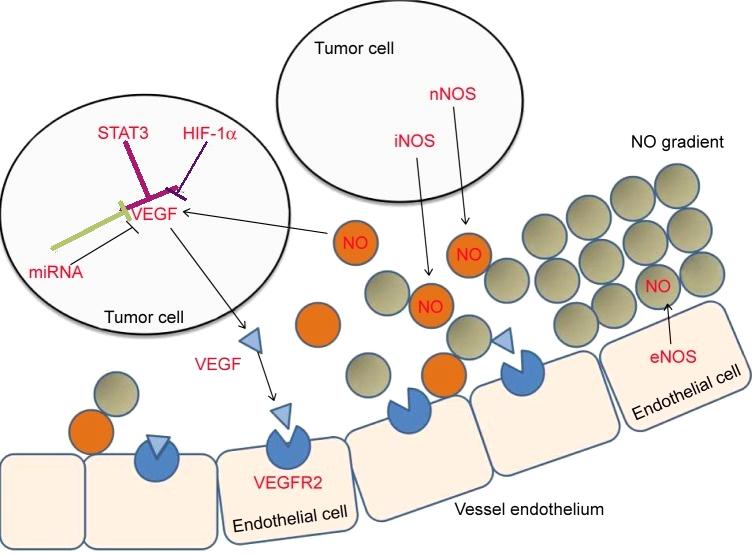 Tumor cell
nNOS
iNOS
STAT3
HIF-1α
NO gradient
VEGF
miRNA
Tumor cell
NO
NO
NO
NO
VEGF
eNOS
Endothelial cell
VEGFR2
Endothelial cell
Vessel endothelium